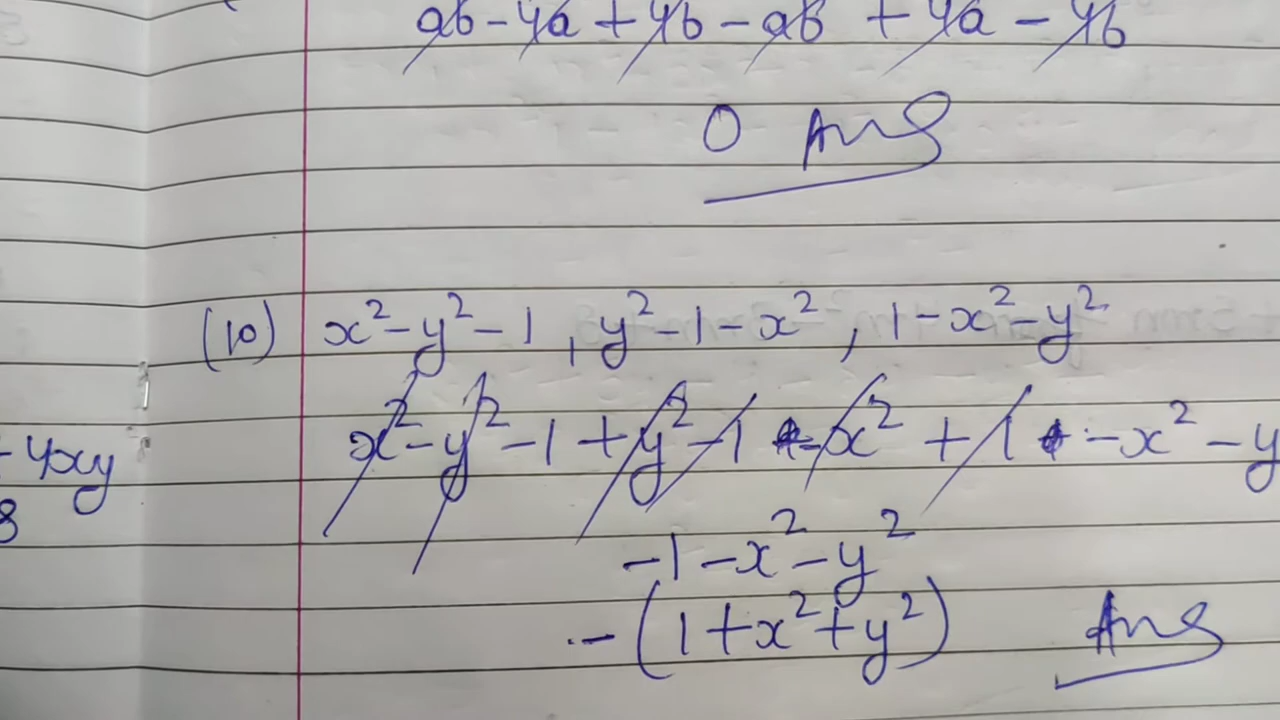 ab - 4a + 4b - ab + 4a - 4b
0 Ans
(10) x² - y² - 1 , y² - 1 - x² , 1 - x² - y²
x² - y² - 1 + y² - 1 - x² + 1 - x² - y
4xy
8
-1 - x² - y²
- (1 + x² + y²) Ans